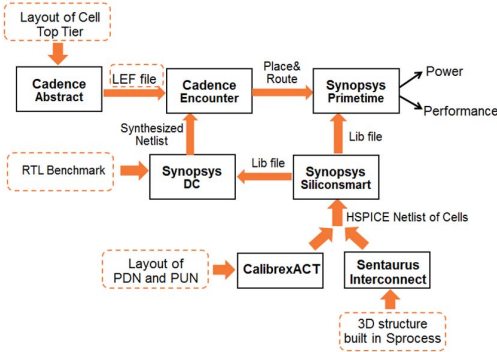 Layout of Cell
Top Tier
Cadence
Abstract
LEF file
Cadence
Encounter
Place&
Route
Synopsys
Primetime
Power
Performance
Synthesized
Netlist
Lib file
RTL Benchmark
Synopsys
DC
Lib file
Synopsys
Siliconsmart
HSPICE Netlist of Cells
Layout of
PDN and PUN
CalibrexACT
Sentaurus
Interconnect
3D structure
built in Sprocess